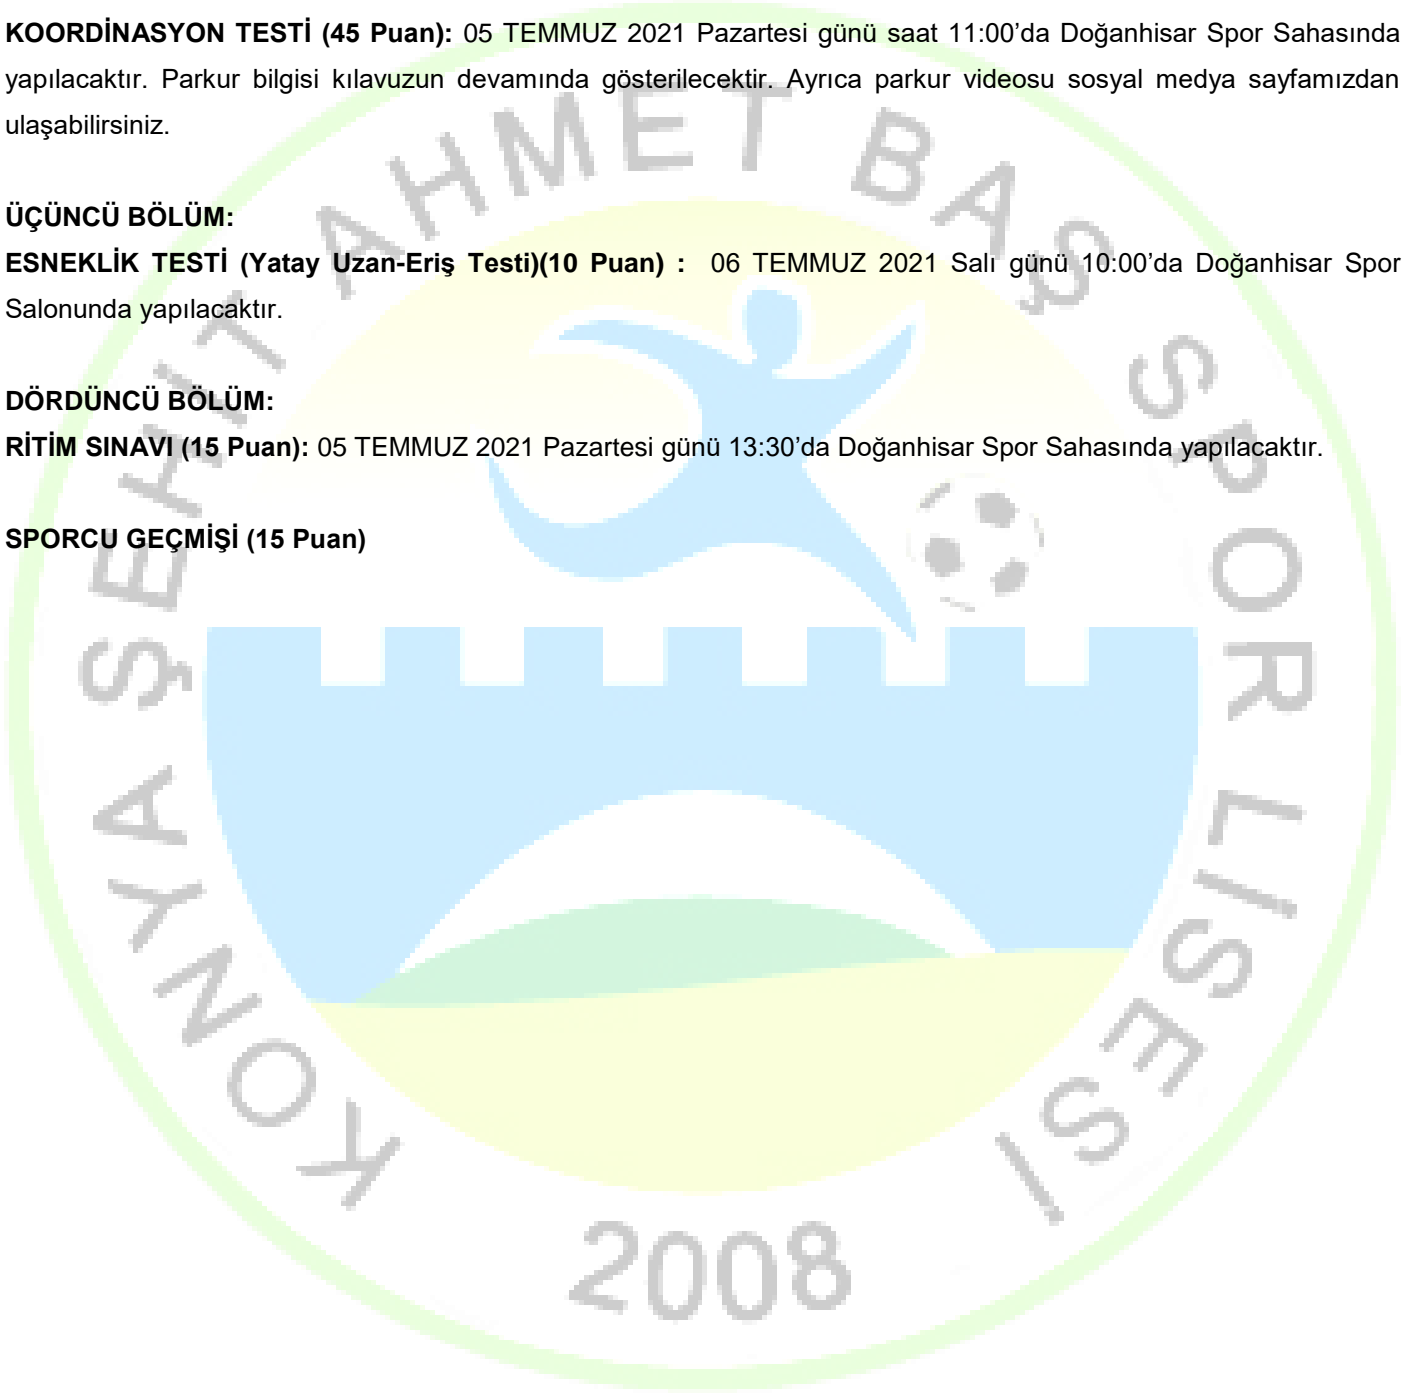 KOORDİNASYON TESTİ (45 Puan): 05 TEMMUZ 2021 Pazartesi günü saat 11:00’da Doğanhisar Spor Sahasında
yapılacaktır. Parkur bilgisi kılavuzun devamında gösterilecektir. Ayrıca parkur videosu sosyal medya sayfamızdan
ulaşabilirsiniz.
ÜÇÜNCÜ BÖLÜM:
ESNEKLİK TESTİ (Yatay Uzan-Eriş Testi)(10 Puan) : 06 TEMMUZ 2021 Salı günü 10:00’da Doğanhisar Spor
Salonunda yapılacaktır.
DÖRDÜNCÜ BÖLÜM:
RİTİM SINAVI (15 Puan): 05 TEMMUZ 2021 Pazartesi günü 13:30’da Doğanhisar Spor Sahasında yapılacaktır.
SPORCU GEÇMİŞİ (15 Puan)
KONYA ŞEHİT AHMET BAŞ SPOR LİSESİ
2008